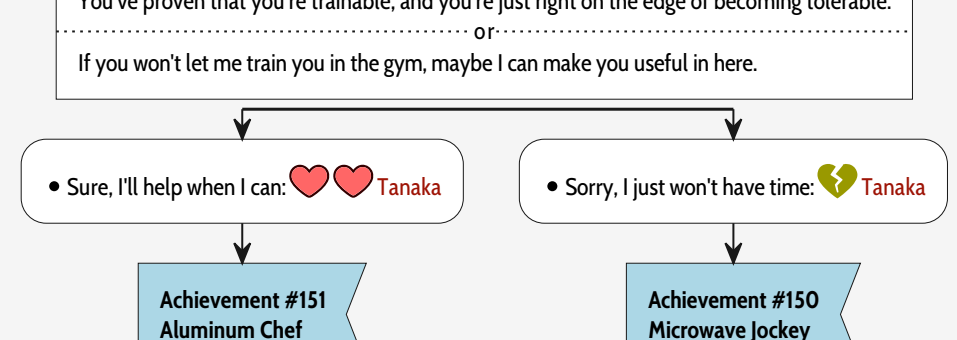 You've proven that you're trainable, and you're just right on the edge of becoming tolerable.
or
If you won't let me train you in the gym, maybe I can make you useful in here.
• Sure, I'll help when I can: Tanaka
• Sorry, I just won't have time: Tanaka
Achievement #151
Aluminum Chef
Achievement #150
Microwave Jockey